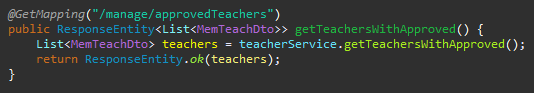 @GetMapping("/manage/approvedTeachers")
public ResponseEntity<List<MemTeachDto>> getTeachersWithApproved() {
    List<MemTeachDto> teachers = teacherService.getTeachersWithApproved();
    return ResponseEntity.ok(teachers);
}